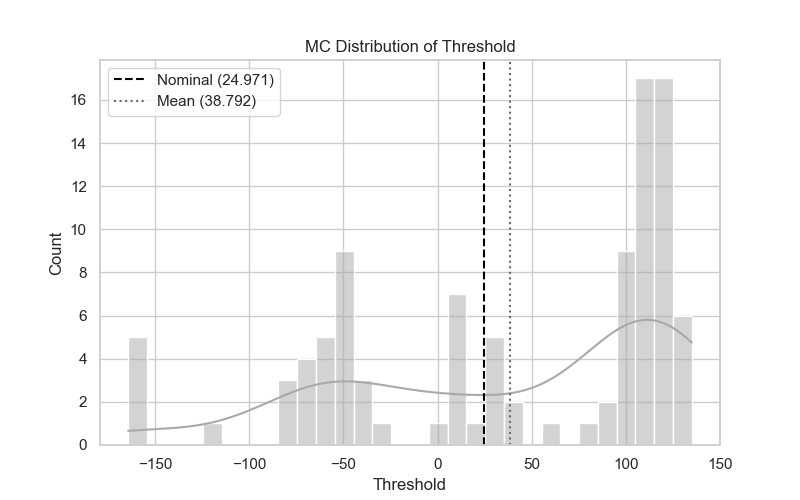 MC Distribution of Threshold
Nominal (24.971)
Mean (38.792)
Count
16
14
12
10
8
6
4
2
0
−150 −100 −50 0 50 100 150
Threshold